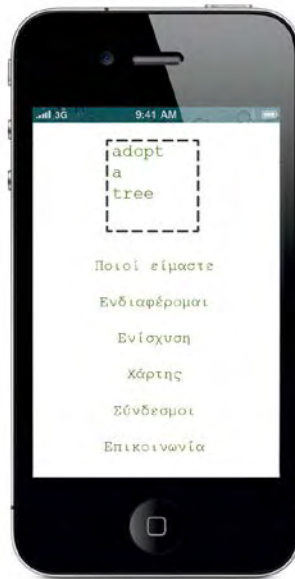 3G 9:41 AM
adopt
a
tree
Ποιοί είμαστε
Ενδιαφέρομαι
Ενίσχυση
Χάρτης
Σύνδεσμοι
Επικοινωνία